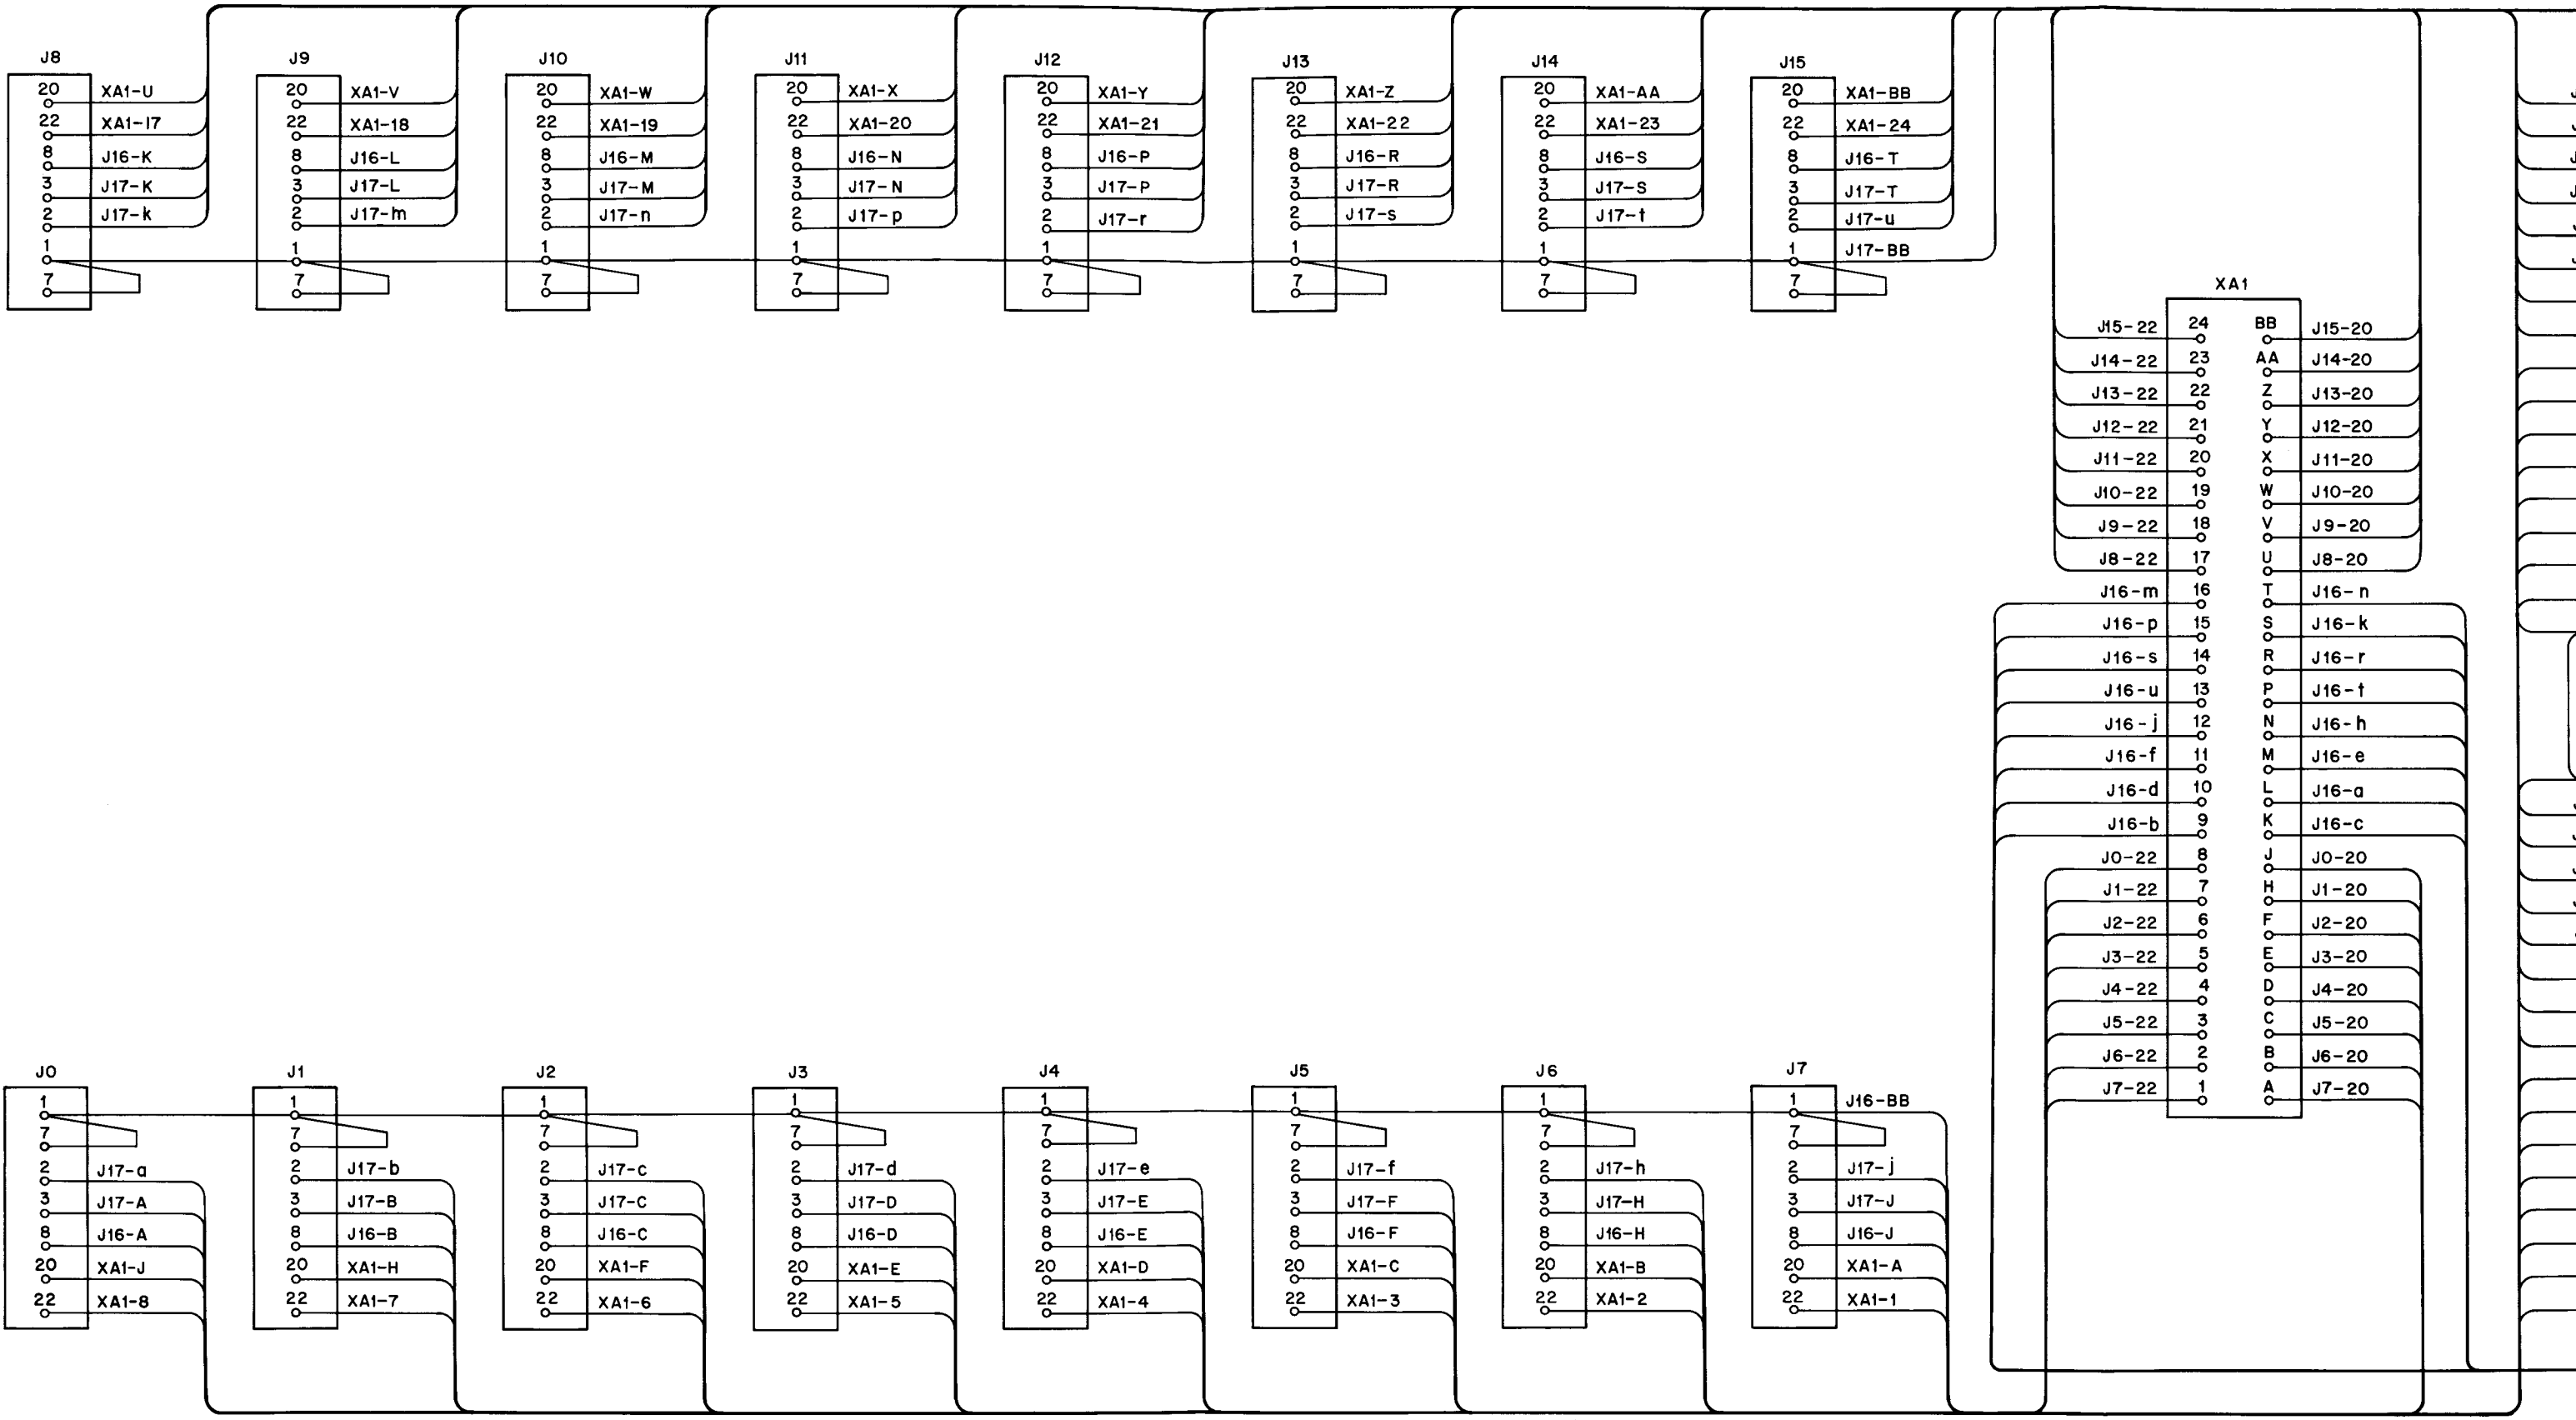 J8
20 XA1-U
22 XA1-17
8 J16-K
3 J17-K
2 J17-k
1
7
J9
20 XA1-V
22 XA1-18
8 J16-L
3 J17-L
2 J17-m
1
7
J10
20 XA1-W
22 XA1-19
8 J16-M
3 J17-M
2 J17-n
1
7
J11
20 XA1-X
22 XA1-20
8 J16-N
3 J17-N
2 J17-p
1
7
J12
20 XA1-Y
22 XA1-21
8 J16-P
3 J17-P
2 J17-r
1
7
J13
20 XA1-Z
22 XA1-22
8 J16-R
3 J17-R
2 J17-s
1
7
J14
20 XA1-AA
22 XA1-23
8 J16-S
3 J17-S
2 J17-t
1
7
J15
20 XA1-BB
22 XA1-24
8 J16-T
3 J17-T
2 J17-u
1 J17-BB
7
XA1
J15-22 24 BB J15-20
J14-22 23 AA J14-20
J13-22 22 Z J13-20
J12-22 21 Y J12-20
J11-22 20 X J11-20
J10-22 19 W J10-20
J9-22 18 V J9-20
J8-22 17 U J8-20
J16-m 16 T J16-n
J16-p 15 S J16-k
J16-s 14 R J16-r
J16-u 13 P J16-t
J16-j 12 N J16-h
J16-f 11 M J16-e
J16-d 10 L J16-a
J16-b 9 K J16-c
J0-22 8 J J0-20
J1-22 7 H J1-20
J2-22 6 F J2-20
J3-22 5 E J3-20
J4-22 4 D J4-20
J5-22 3 C J5-20
J6-22 2 B J6-20
J7-22 1 A J7-20
J0
1
7
2 J17-a
3 J17-A
8 J16-A
20 XA1-J
22 XA1-8
J1
1
7
2 J17-b
3 J17-B
8 J16-B
20 XA1-H
22 XA1-7
J2
1
7
2 J17-c
3 J17-C
8 J16-C
20 XA1-F
22 XA1-6
J3
1
7
2 J17-d
3 J17-D
8 J16-D
20 XA1-E
22 XA1-5
J4
1
7
2 J17-e
3 J17-E
8 J16-E
20 XA1-D
22 XA1-4
J5
1
7
2 J17-f
3 J17-F
8 J16-F
20 XA1-C
22 XA1-3
J6
1
7
2 J17-h
3 J17-H
8 J16-H
20 XA1-B
22 XA1-2
J7
1 J16-BB
7
2 J17-j
3 J17-J
8 J16-J
20 XA1-A
22 XA1-1